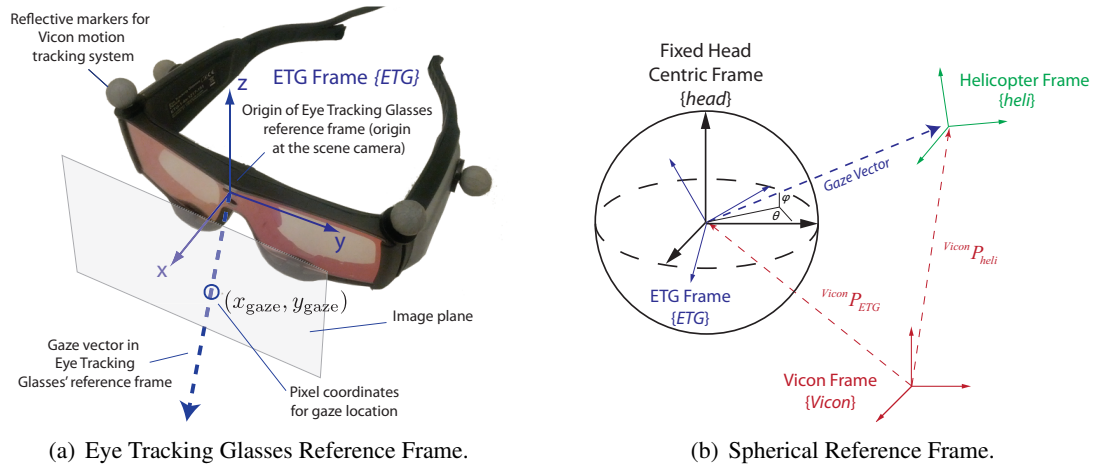 Reflective markers for
Vicon motion
tracking system
ETG Frame {ETG}
z
Origin of Eye Tracking Glasses
reference frame (origin
at the scene camera)
y
x
(x_gaze, y_gaze)
Image plane
Gaze vector in
Eye Tracking
Glasses' reference frame
Pixel coordinates
for gaze location
(a) Eye Tracking Glasses Reference Frame.
Fixed Head
Centric Frame
{head}
Helicopter Frame
{heli}
Gaze Vector
φ
θ
ETG Frame
{ETG}
Vicon P_heli
Vicon P_ETG
Vicon Frame
{Vicon}
(b) Spherical Reference Frame.